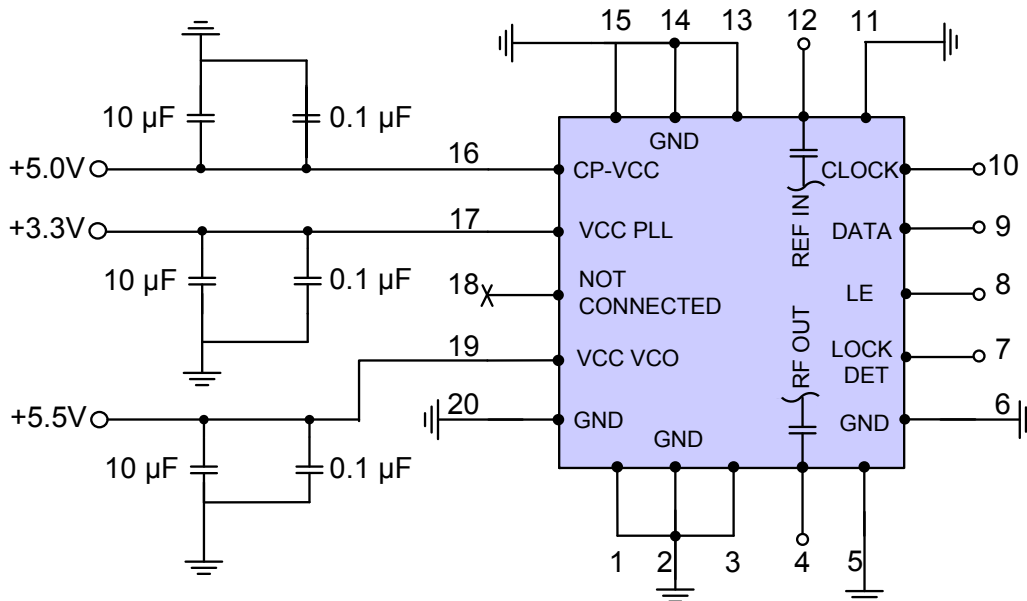 15
14
13
12
11
10 µF
0.1 µF
GND
+5.0V
16
CP-VCC
CLOCK
10
REF IN
+3.3V
17
VCC PLL
DATA
9
10 µF
0.1 µF
18
NOT
CONNECTED
LE
8
19
VCC VCO
RF OUT
LOCK
DET
7
+5.5V
20
GND
GND
GND
6
10 µF
0.1 µF
1
2
3
4
5